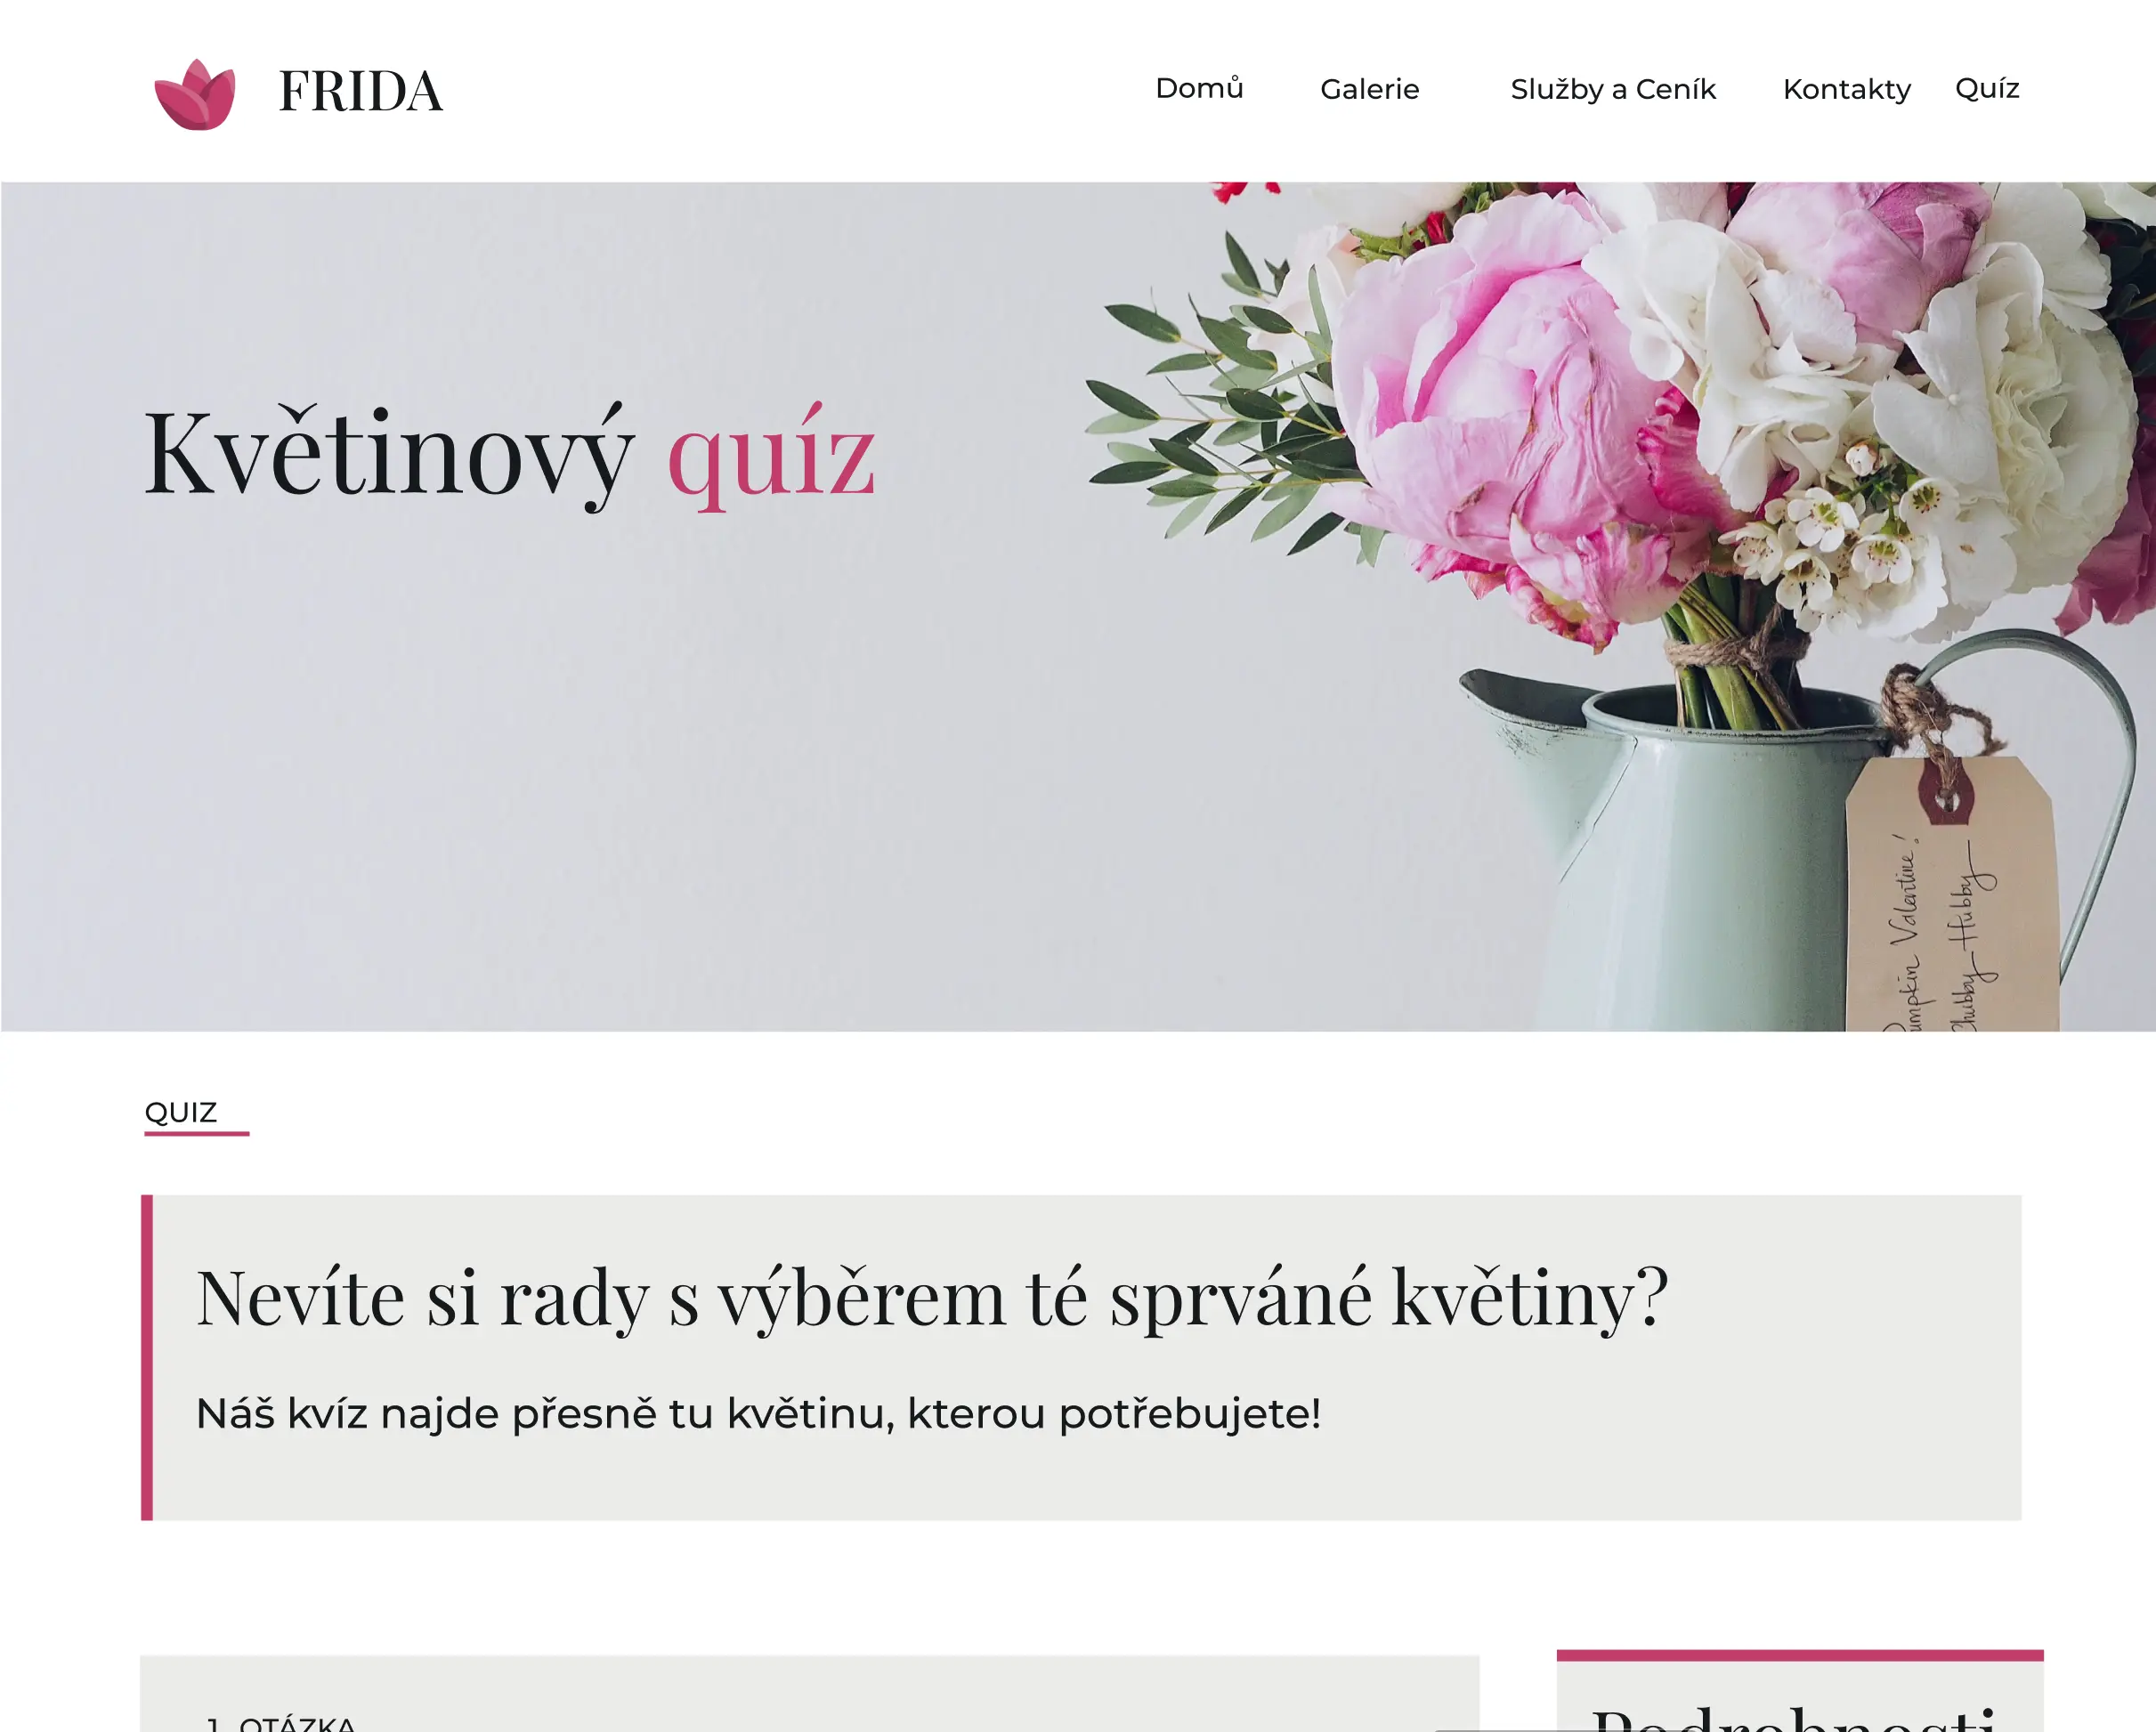 FRIDA
Domů
Galerie
Služby a Ceník
Kontakty
Quíz
Květinový quíz
Valentine!
Chubby-Hubby
QUIZ
Nevíte si rady s výběrem té sprváné květiny?
Náš kvíz najde přesně tu květinu, kterou potřebujete!
1. OTÁZKA
Podrobnosti